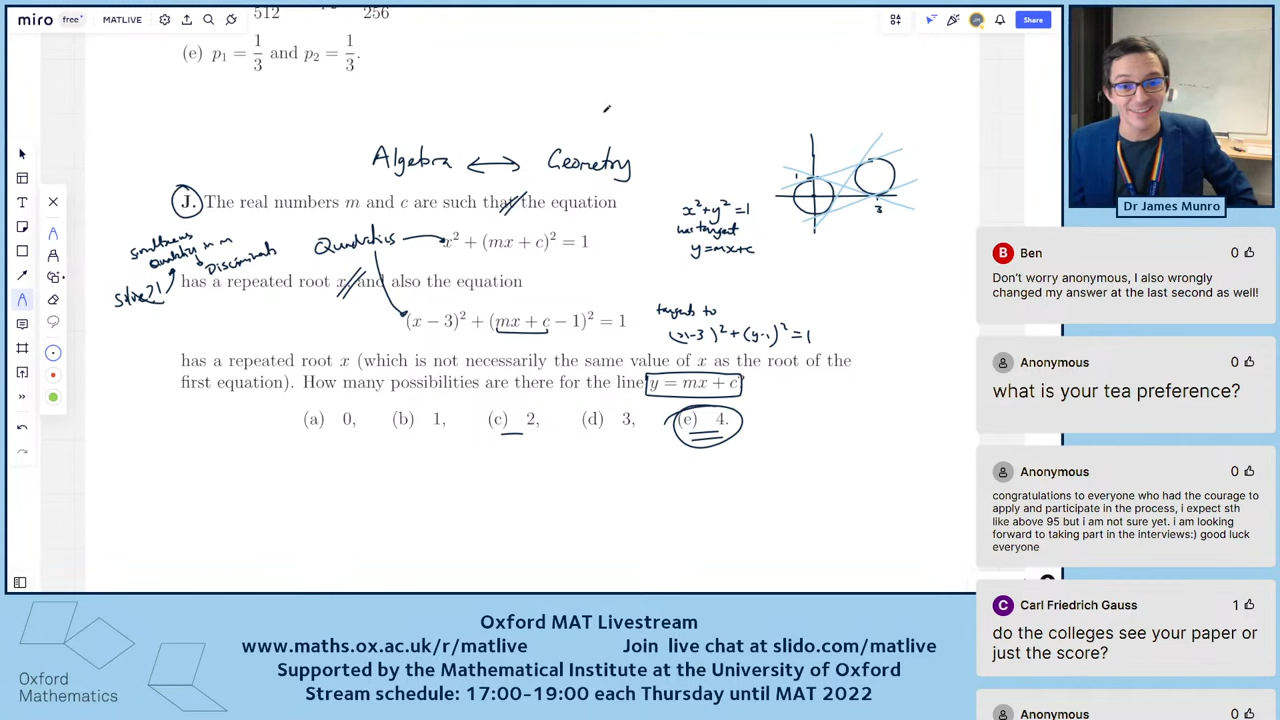 miro
free
MATLIVE
Share
512
256
(e) p₁ = 1/3 and p₂ = 1/3.
Algebra ↔ Geometry
J. The real numbers m and c are such that the equation
Quadratics
x² + (mx + c)² = 1
simultaneous
Quadratics in m
Discriminants
Solve?!
has a repeated root x, and also the equation
(x − 3)² + (mx + c − 1)² = 1
has a repeated root x (which is not necessarily the same value of x as the root of the
first equation). How many possibilities are there for the line y = mx + c?
(a) 0, (b) 1, (c) 2, (d) 3, (e) 4.
x²+y²=1
has tangent
y=mx+c
tangent to
(x-3)²+(y-1)²=1
1
3
Dr James Munro
B
Ben
0
Don't worry anonymous, I also wrongly
changed my answer at the last second as well!
Anonymous
0
what is your tea preference?
Anonymous
0
congratulations to everyone who had the courage to
apply and participate in the process, i expect sth
like above 95 but i am not sure yet. i am looking
forward to taking part in the interviews:) good luck
everyone
C
Carl Friedrich Gauss
1
do the colleges see your paper or
just the score?
Anonymous
0
Oxford
Mathematics
Oxford MAT Livestream
www.maths.ox.ac.uk/r/matlive Join live chat at slido.com/matlive
Supported by the Mathematical Institute at the University of Oxford
Stream schedule: 17:00-19:00 each Thursday until MAT 2022